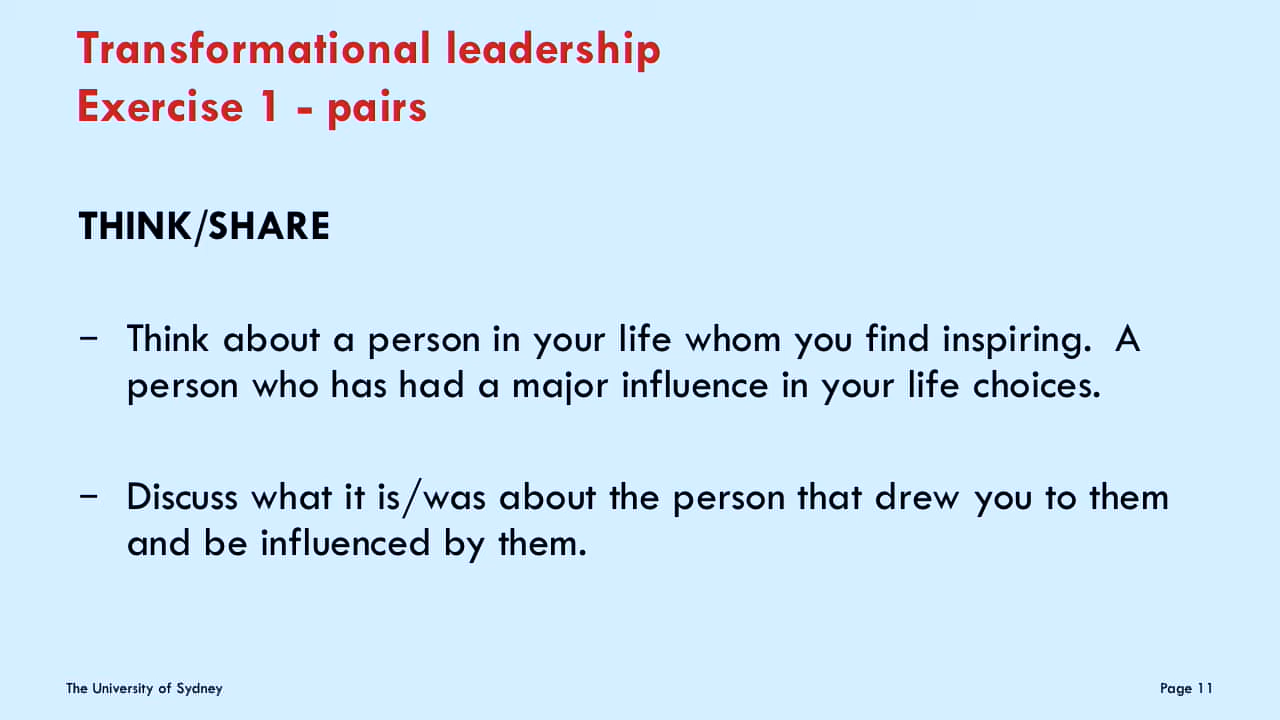 Transformational leadership
Exercise 1 - pairs
THINK/SHARE
– Think about a person in your life whom you find inspiring.  A
person who has had a major influence in your life choices.
– Discuss what it is/was about the person that drew you to them
and be influenced by them.
The University of Sydney
Page 11